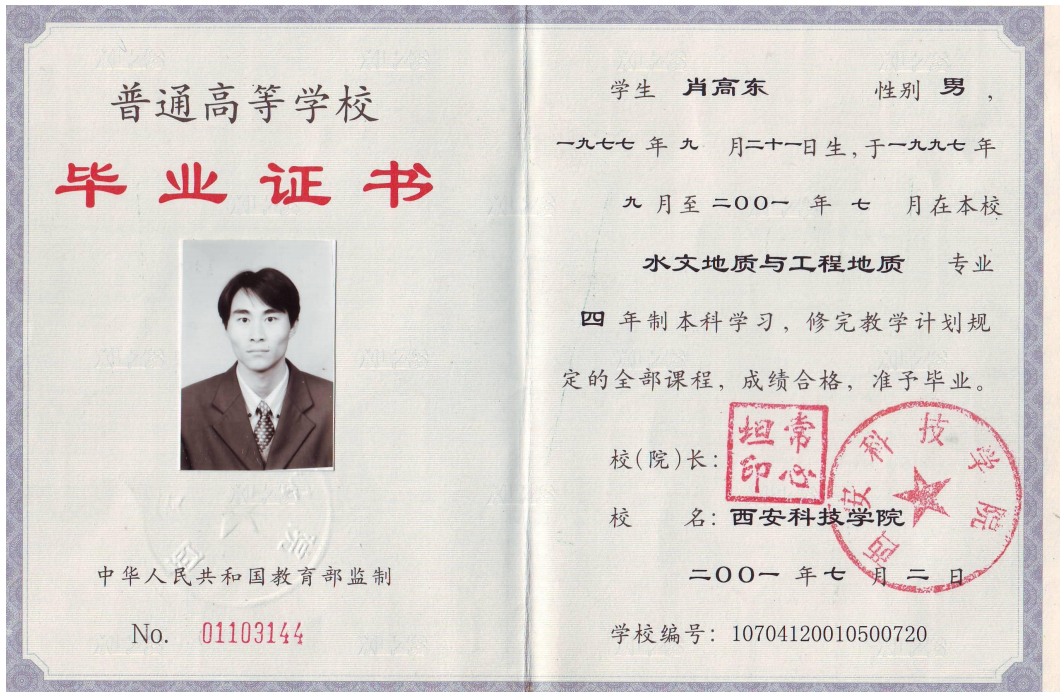 普通高等学校
毕业证书
中华人民共和国教育部监制
No. 01103144
学生 肖高东 性别 男,
一九七七年九月二十一日生,于一九九七年
九月至二〇〇一年七月在本校
水文地质与工程地质 专业
四年制本科学习,修完教学计划规
定的全部课程,成绩合格,准予毕业。
校(院)长:
常心坦印
校 名:西安科技学院
西安科技学院
二〇〇一年七月二日
学校编号:10704120010500720